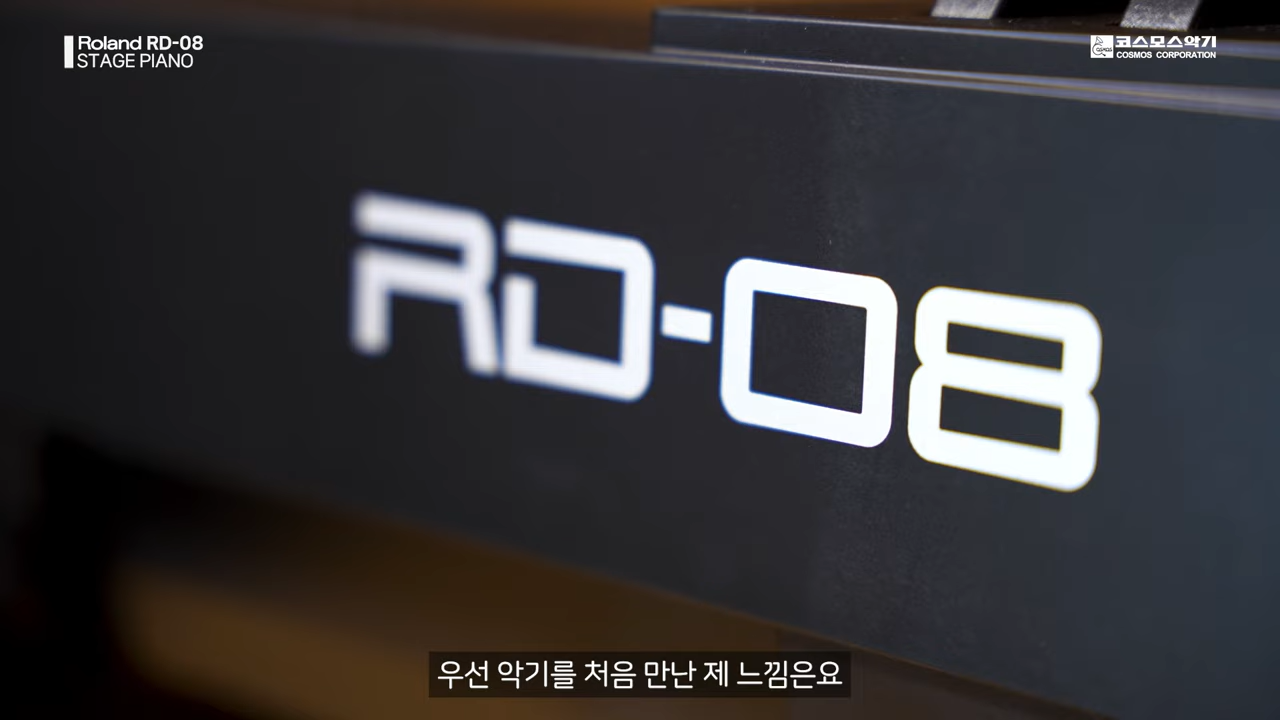 Roland RD-08
STAGE PIANO
코스모스악기
COSMOS CORPORATION
RD-08
우선 악기를 처음 만난 제 느낌은요